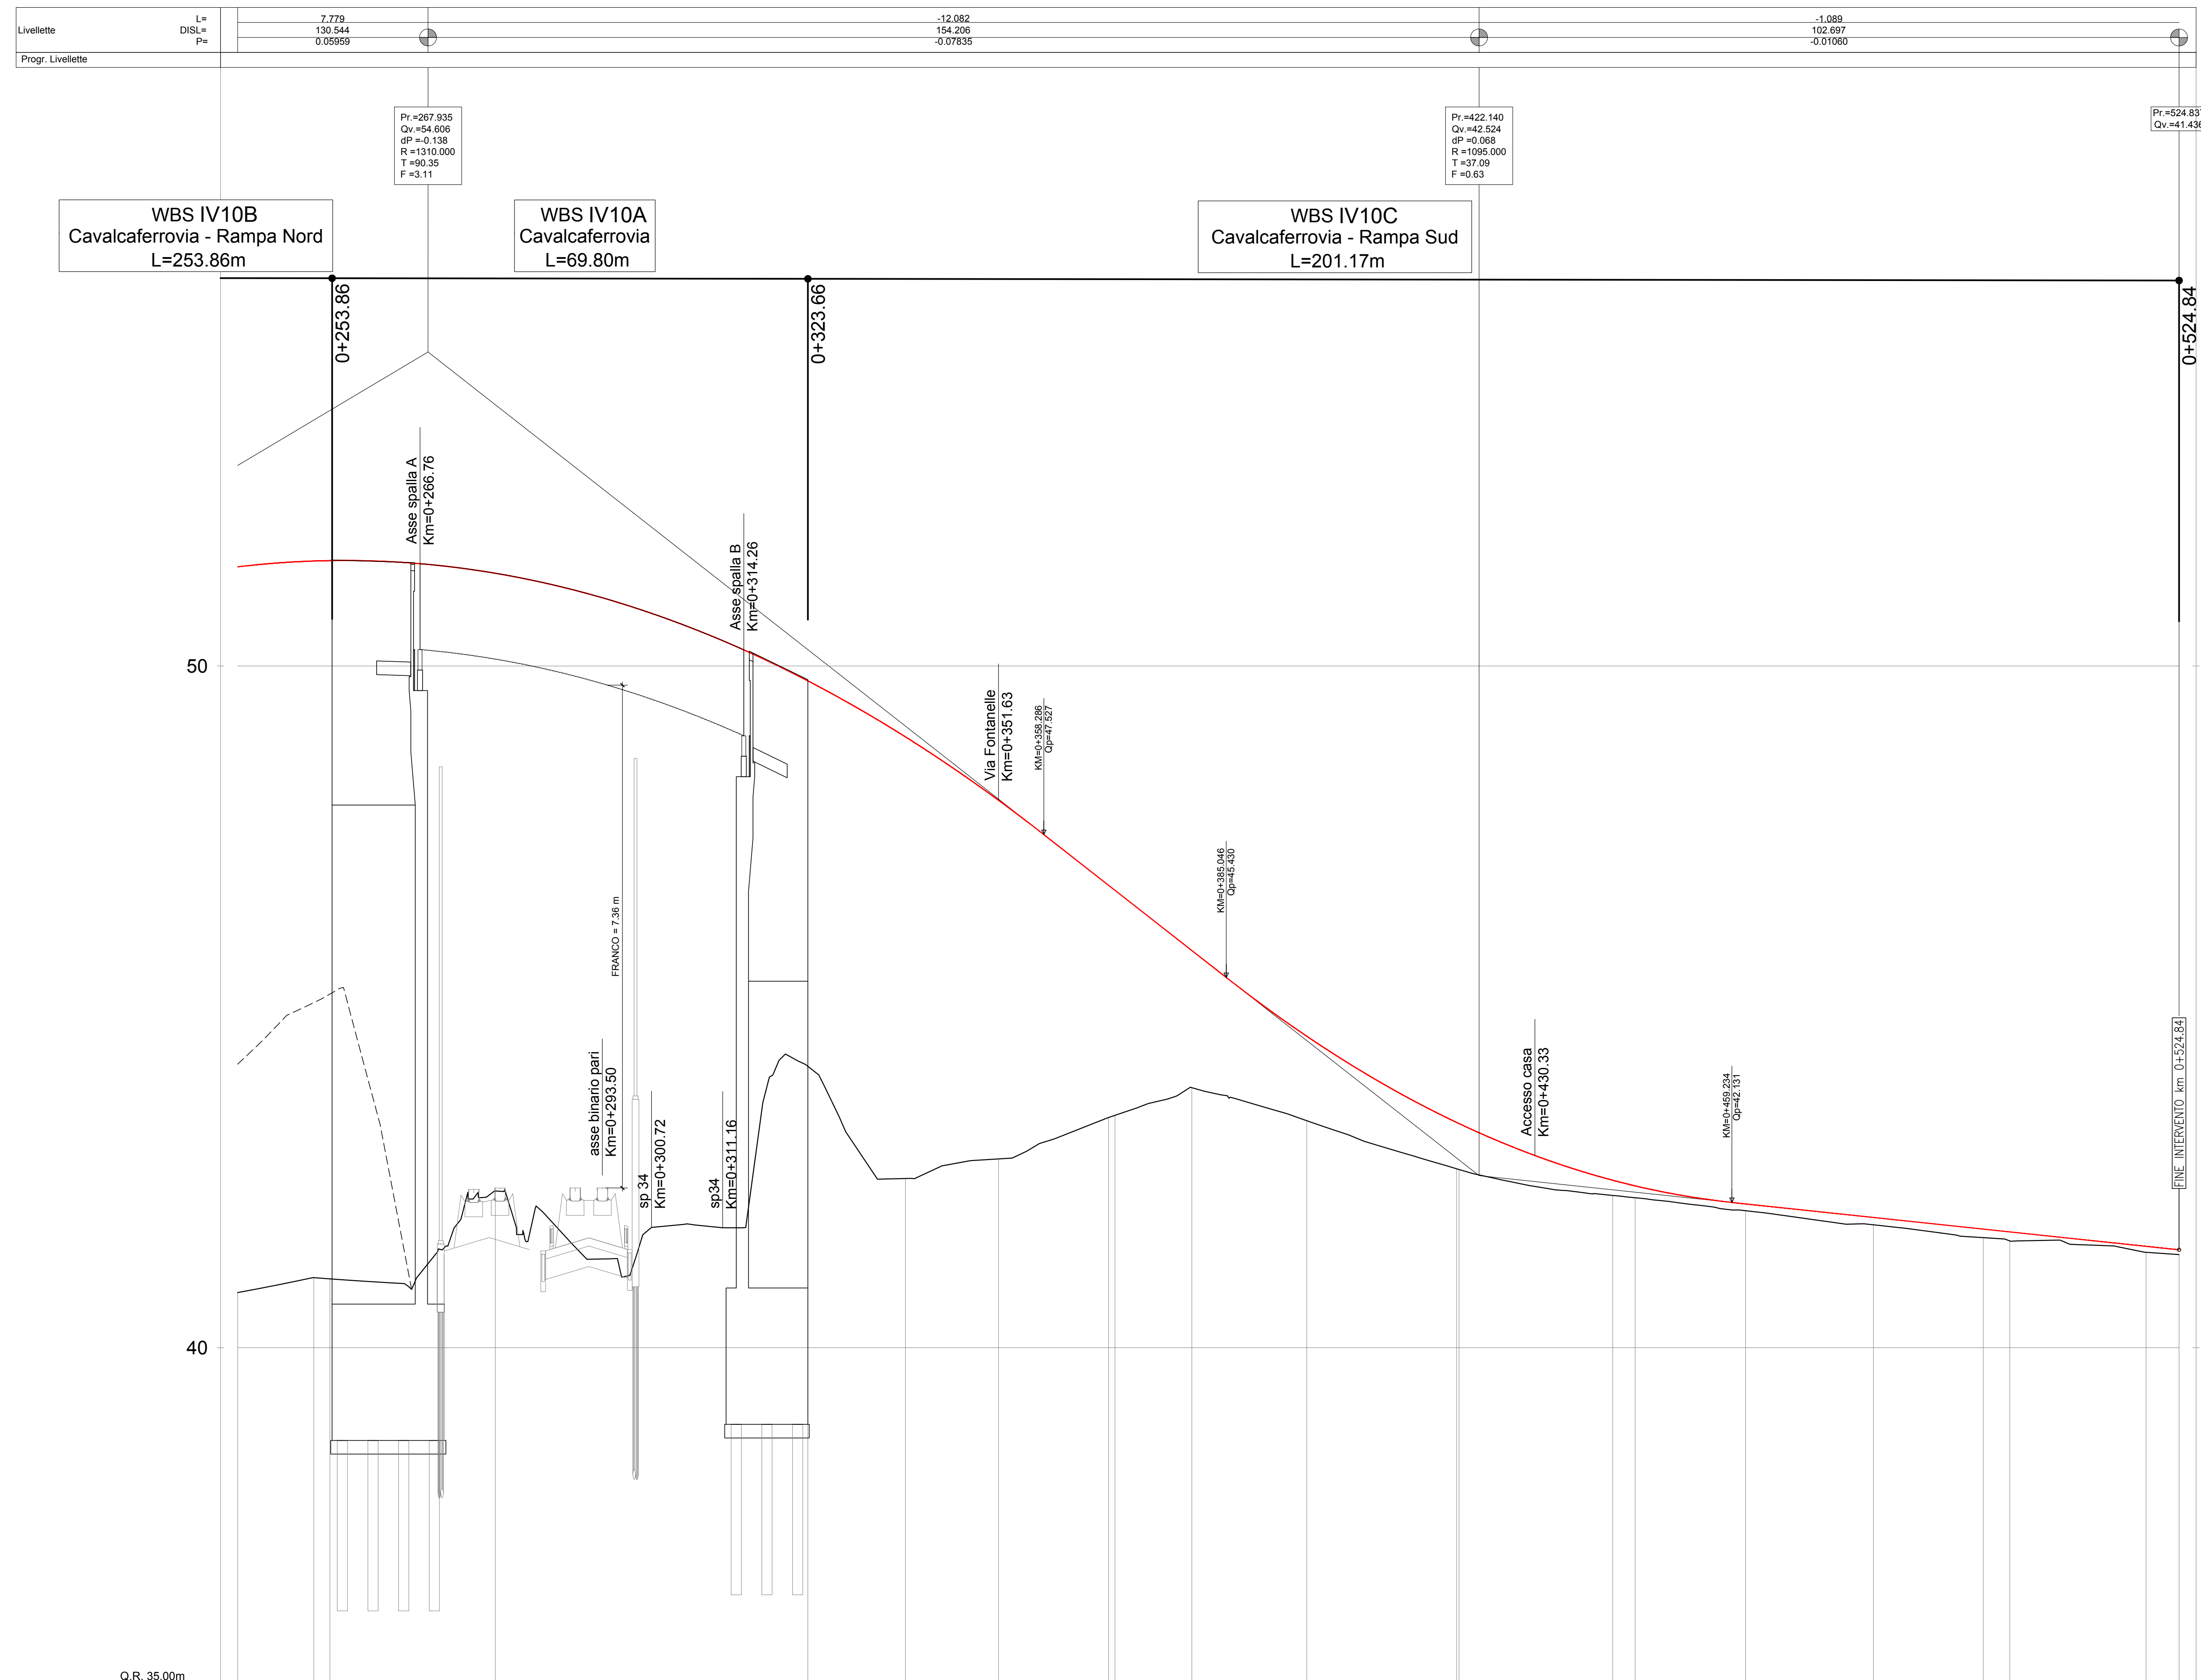 L= 7.779 -12.082 -1.089
Livellette DISL= 130.544 154.206 102.697
P= 0.05959 -0.07835 -0.01060
Progr. Livellette
Pr.=267.935
Qv.=54.606
dP =-0.138
R =1310.000
T =90.35
F =3.11
Pr.=422.140
Qv.=42.524
dP =0.068
R =1095.000
T =37.09
F =0.63
Pr.=524.837
Qv.=41.436
WBS IV10B
Cavalcaferrovia - Rampa Nord
L=253.86m
WBS IV10A
Cavalcaferrovia
L=69.80m
WBS IV10C
Cavalcaferrovia - Rampa Sud
L=201.17m
0+253.86
0+323.66
0+524.84
Asse spalla A
Km=0+266.76
Asse spalla B
Km=0+314.26
50
Via Fontanelle
Km=0+351.63
KM=0+358.286
Qp=47.527
KM=0+385.046
Qp=45.430
FRANCO = 7.36 m
asse binario pari
Km=0+293.50
sp 34
Km=0+300.72
sp34
Km=0+311.16
Accesso casa
Km=0+430.33
KM=0+459.234
Qp=42.131
FINE INTERVENTO km 0+524.84
40
Q.R. 35.00m